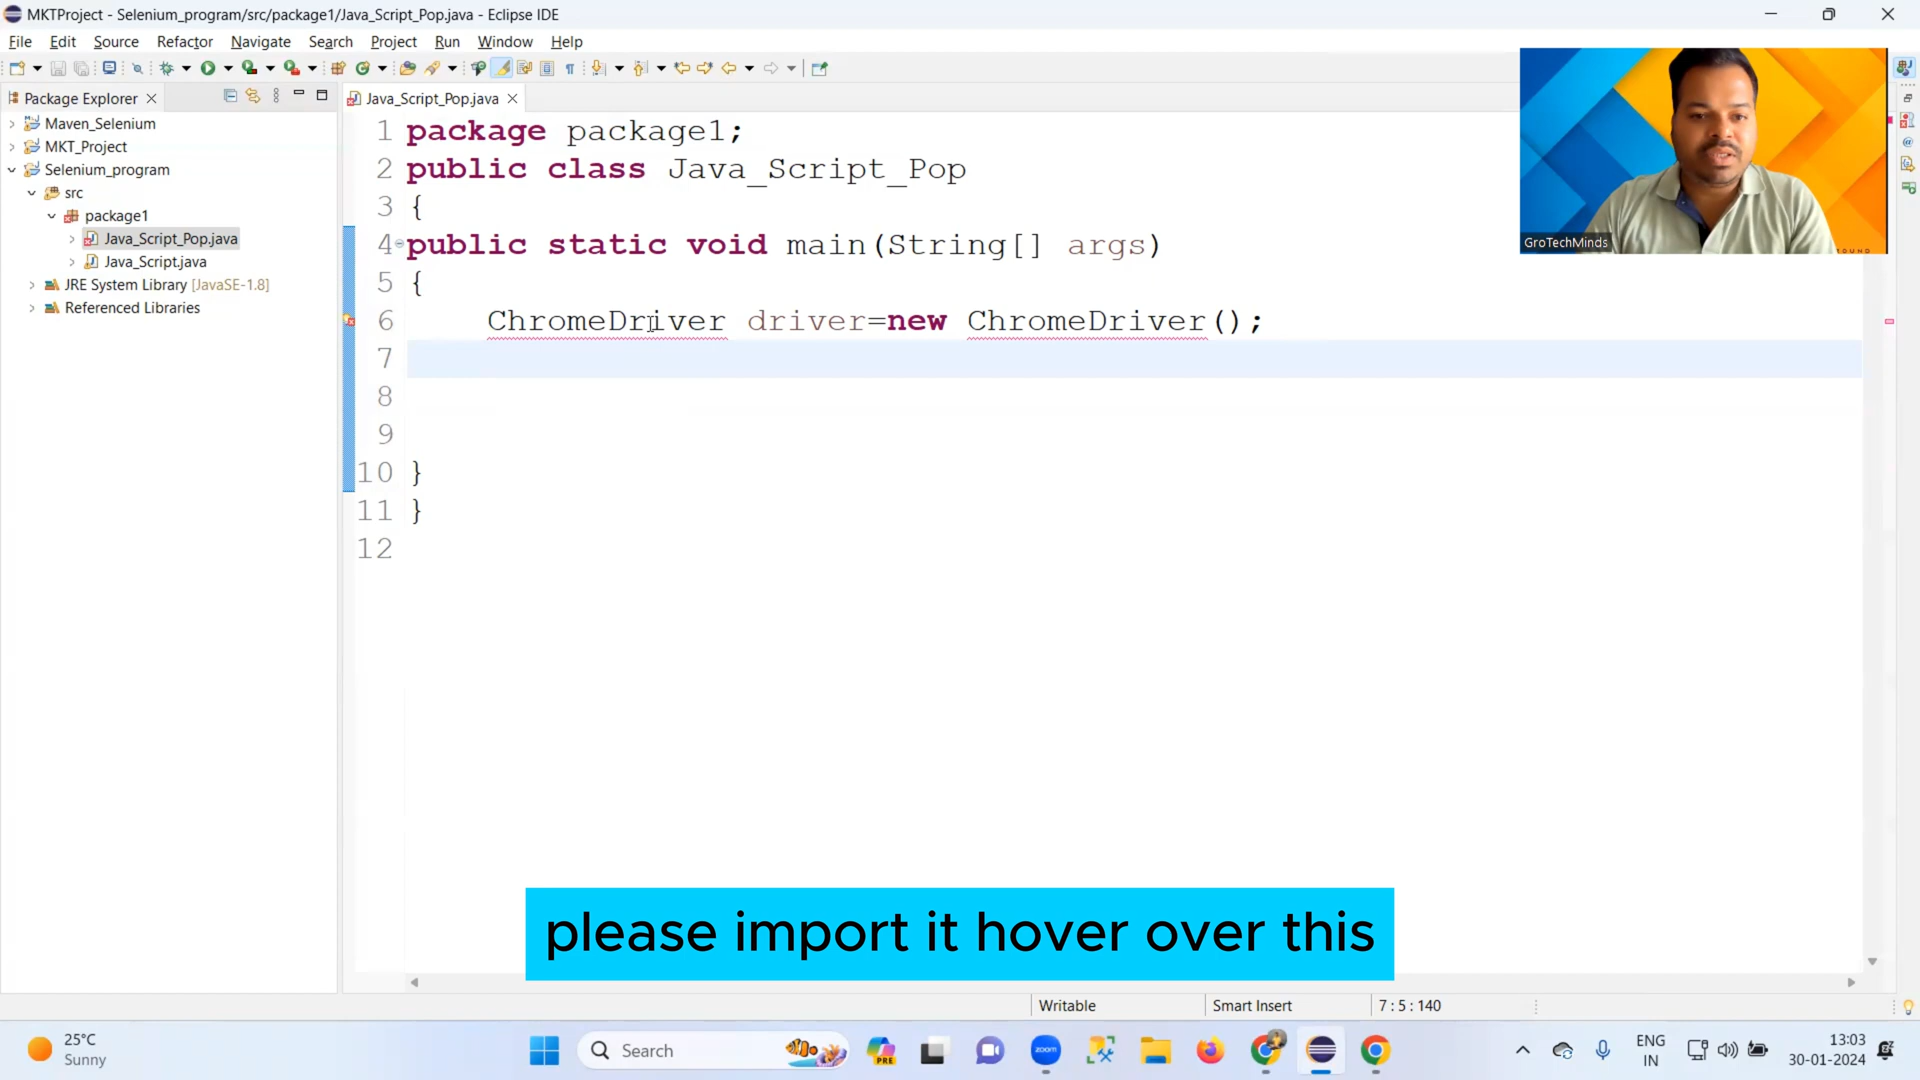 MKTProject - Selenium_program/src/package1/Java_Script_Pop.java - Eclipse IDE
File Edit Source Refactor Navigate Search Project Run Window Help
Package Explorer
Java_Script_Pop.java
Maven_Selenium
MKT_Project
Selenium_program
src
package1
Java_Script_Pop.java
Java_Script.java
JRE System Library [JavaSE-1.8]
Referenced Libraries
1 package package1;
2 public class Java_Script_Pop
3 {
4 public static void main(String[] args)
5 {
6 ChromeDriver driver=new ChromeDriver();
7
8
9
10 }
11 }
12
GroTechMinds
please import it hover over this
Writable Smart Insert 7 : 5 : 140
25°C
Sunny
Search
PRE
zoom
ENG
IN
13:03
30-01-2024